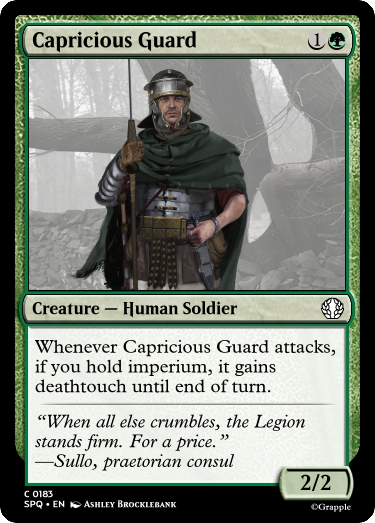 Capricious Guard 1
Creature — Human Soldier
Whenever Capricious Guard attacks,
if you hold imperium, it gains
deathtouch until end of turn.
“When all else crumbles, the Legion
stands firm. For a price.”
—Sullo, praetorian consul
2/2
C 0183
SPQ • EN Ashley Brocklebank
©Grapple